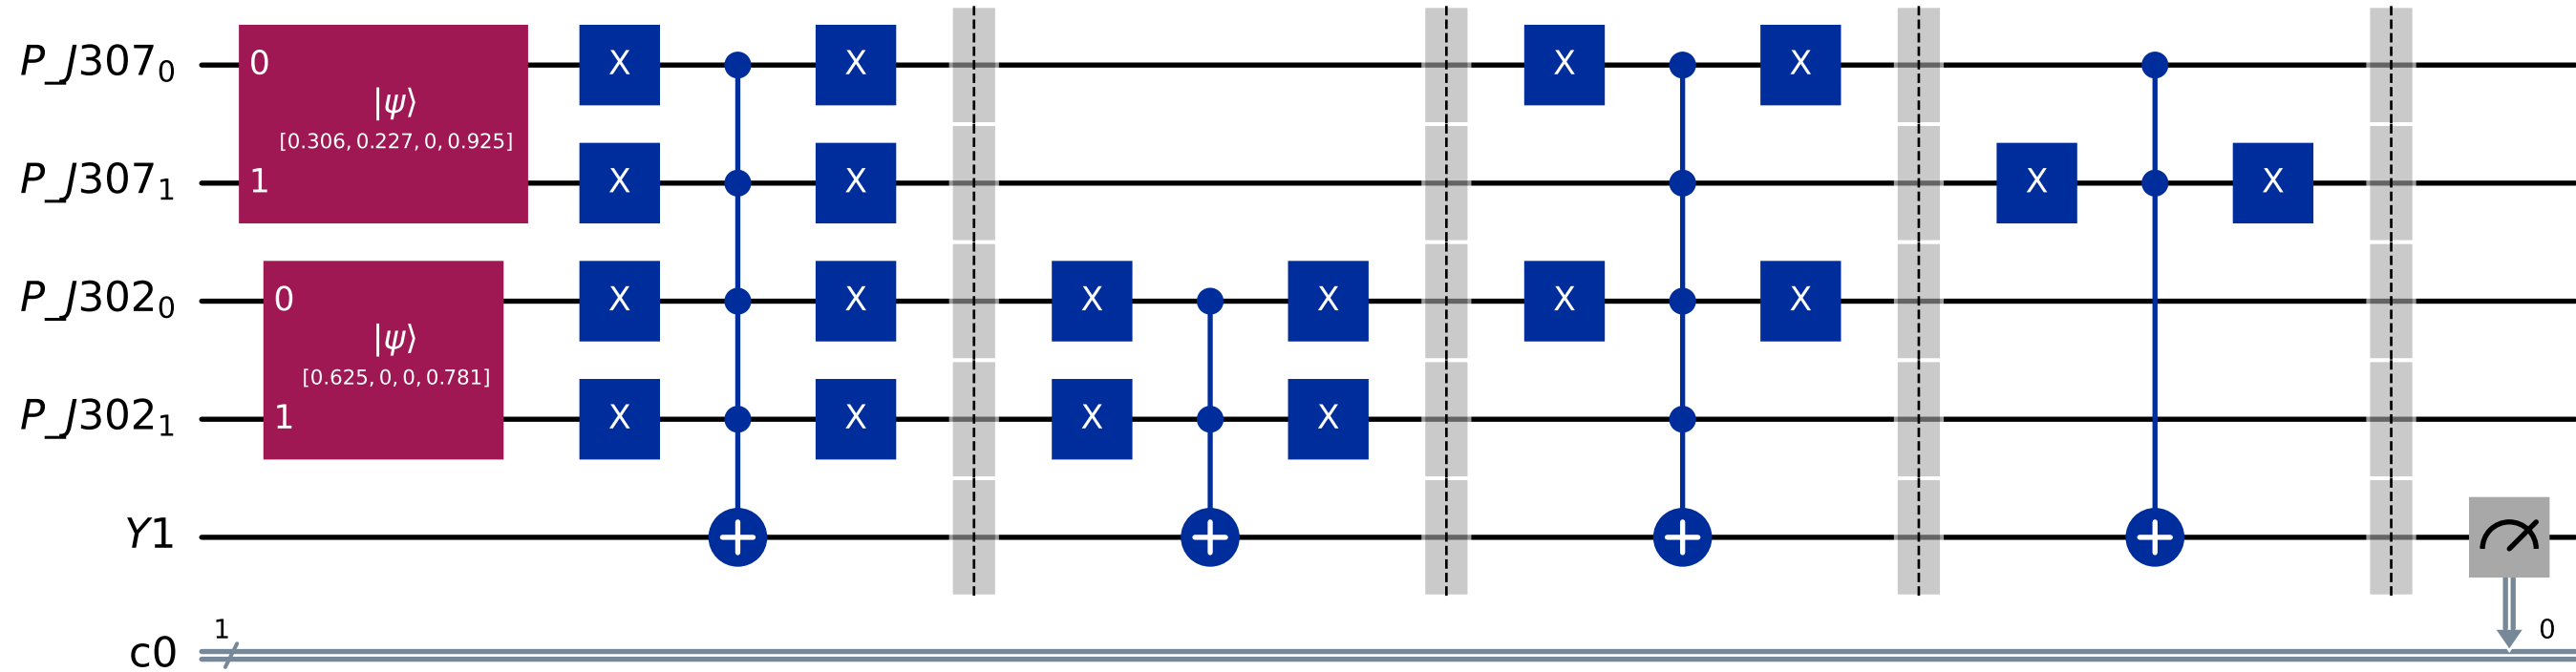 P_J307₀ 0 X X X X
|ψ⟩
[0.306, 0.227, 0, 0.925]
P_J307₁ 1 X X X X
P_J302₀ 0 X X X X X X
|ψ⟩
[0.625, 0, 0, 0.781]
P_J302₁ 1 X X X X
Y1
1 0
c0